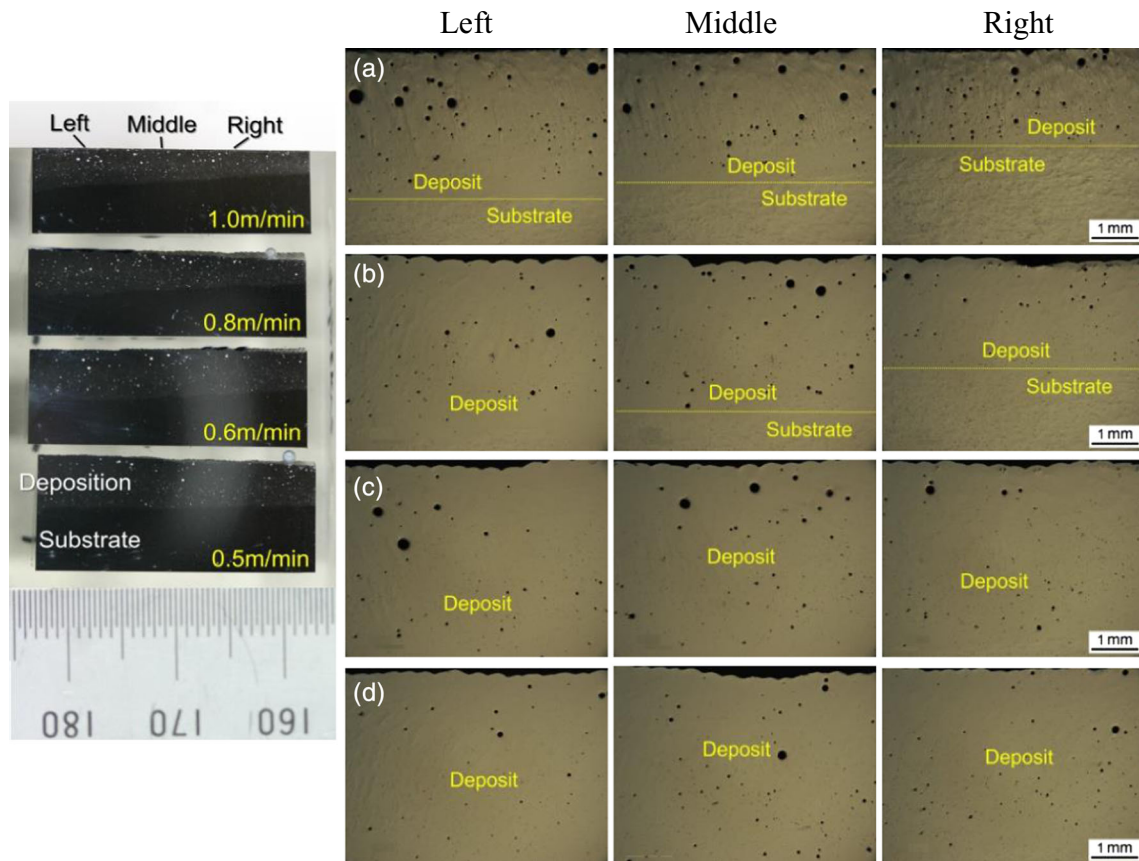 Left Middle Right
Left Middle Right
1.0m/min
0.8m/min
0.6m/min
Deposition
Substrate
0.5m/min
180 170 160
(a)
Deposit
Substrate
Deposit
Substrate
Deposit
Substrate
1 mm
(b)
Deposit
Deposit
Substrate
Deposit
Substrate
1 mm
(c)
Deposit
Deposit
Deposit
1 mm
(d)
Deposit
Deposit
Deposit
1 mm